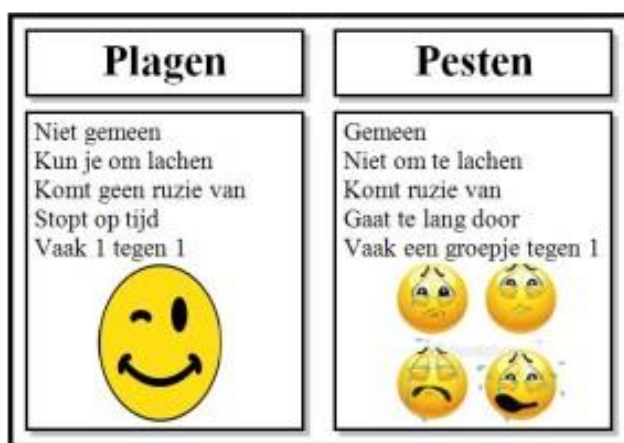 Plagen
Niet gemeen
Kun je om lachen
Komt geen ruzie van
Stopt op tijd
Vaak 1 tegen 1
Pesten
Gemeen
Niet om te lachen
Komt ruzie van
Gaat te lang door
Vaak een groepje tegen 1